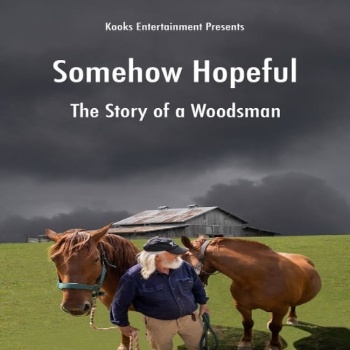 Kooks Entertainment Presents
Somehow Hopeful
The Story of a Woodsman